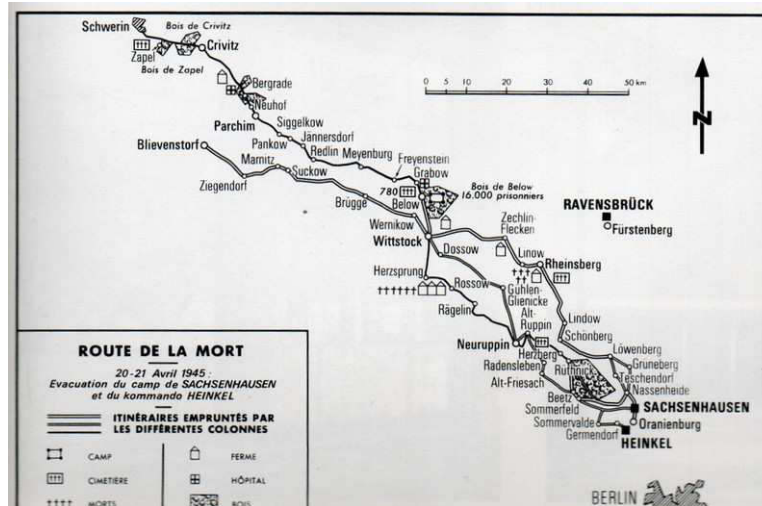 Schwerin
Bois de Crivitz
Zapel
Crivitz
Bois de Zapel
Bergrade
Neuhof
Parchim
Siggelkow
Pankow
Jännersdorf
Redlin
Meyenburg
Freyenstein
Grabow
Blievenstorf
Marnitz
Suckow
Ziegendorf
Brügge
780
Below
Bois de Below
16.000 prisonniers
Wernikow
Wittstock
0 5 10 15 20 25 30 50 km
N
RAVENSBRÜCK
Fürstenberg
Zechlin-
Flecken
Dossow
Linow
Rheinsberg
Herzsprung
Rossow
Rägelin
Gühlen-
Glienicke
Alt-
Ruppin
Lindow
Schönberg
Neuruppin
Herzberg
Radensleben
Alt-Friesach
Rüthnick
Löwenberg
Grüneberg
Teschendorf
Nassenheide
Beetz
Sommerfeld
Sommervalde
Germendorf
SACHSENHAUSEN
Oranienburg
HEINKEL
BERLIN
ROUTE DE LA MORT
20-21 Avril 1945 :
Evacuation du camp de SACHSENHAUSEN
et du kommando HEINKEL
ITINÉRAIRES EMPRUNTÉS PAR
LES DIFFÉRENTES COLONNES
CAMP
FERME
CIMETIÈRE
HÔPITAL
MORTS
BOIS